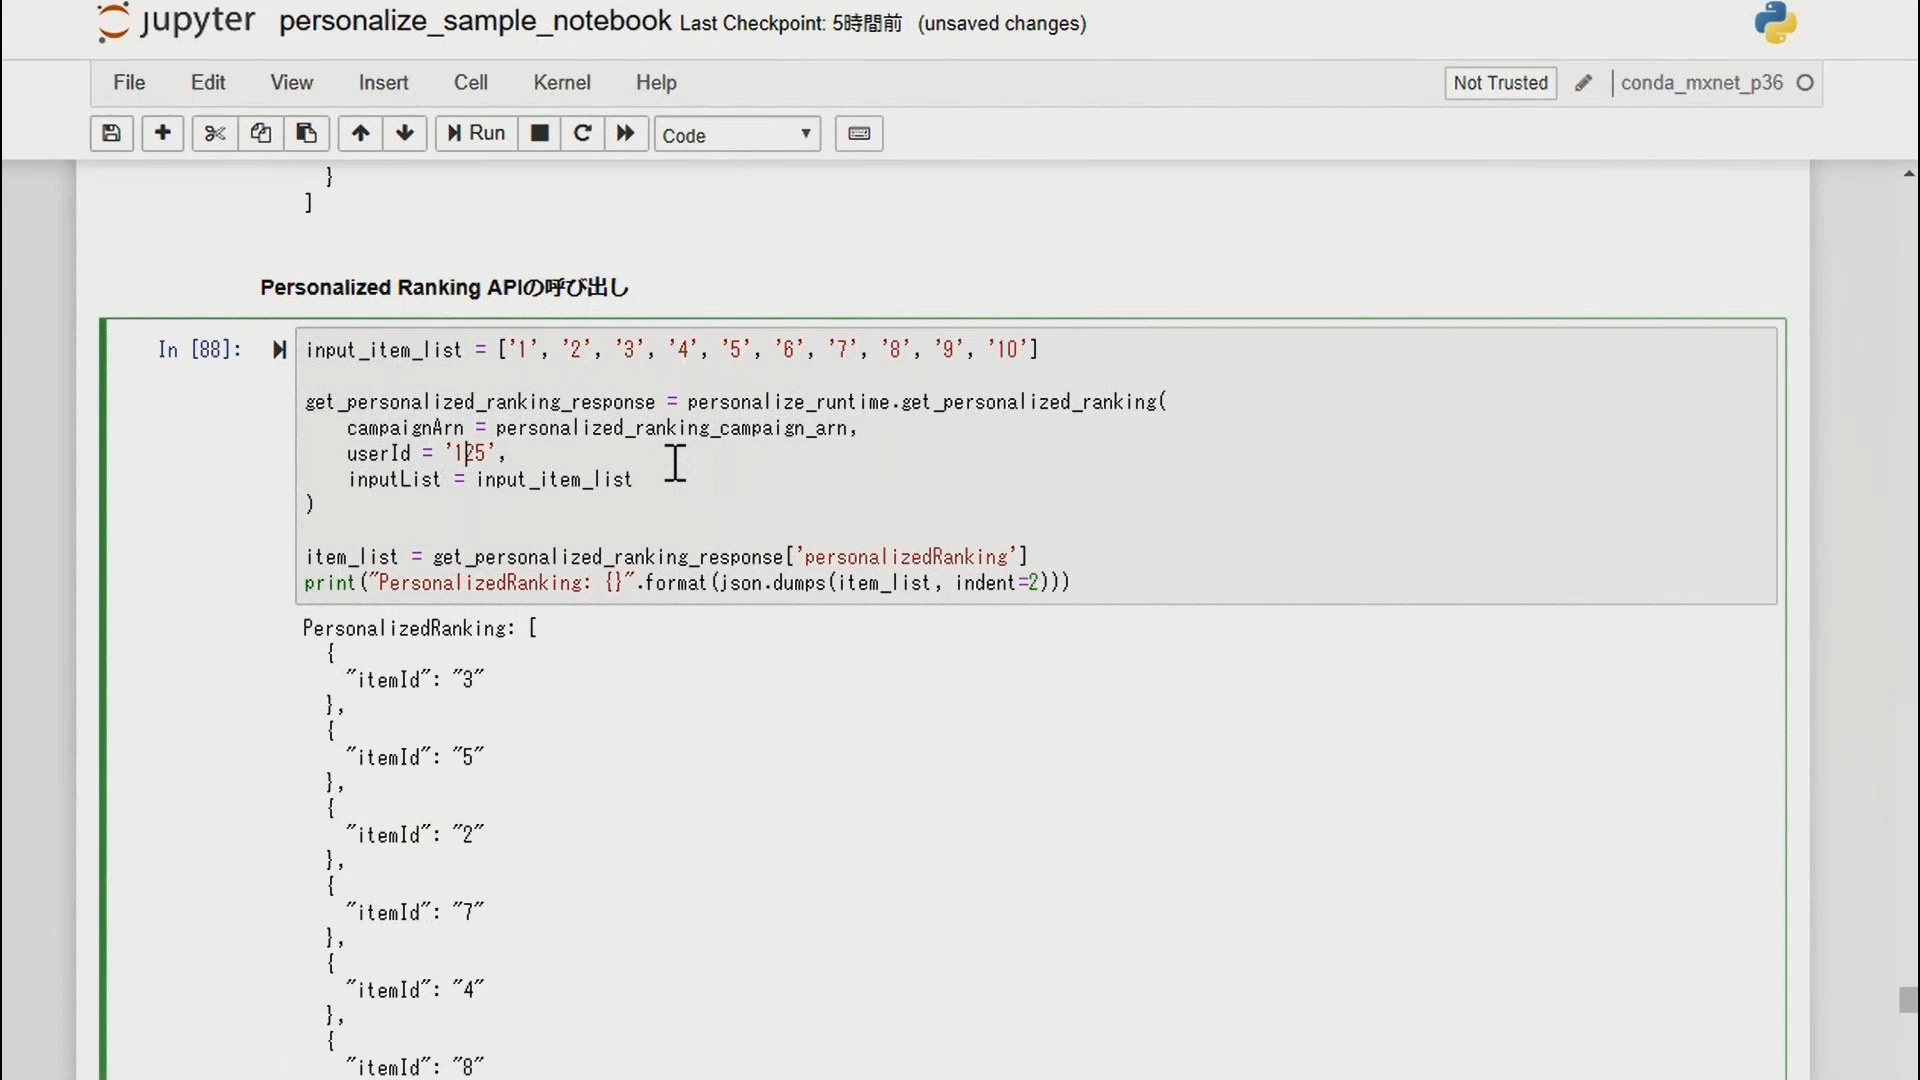 jupyter personalize_sample_notebook Last Checkpoint: 5時間前 (unsaved changes)
File Edit View Insert Cell Kernel Help Not Trusted conda_mxnet_p36
Run Code
}
]
Personalized Ranking APIの呼び出し
In [88]: input_item_list = ['1', '2', '3', '4', '5', '6', '7', '8', '9', '10']
get_personalized_ranking_response = personalize_runtime.get_personalized_ranking(
campaignArn = personalized_ranking_campaign_arn,
userId = '125',
inputList = input_item_list
)
item_list = get_personalized_ranking_response['personalizedRanking']
print("PersonalizedRanking: {}".format(json.dumps(item_list, indent=2)))
PersonalizedRanking: [
{
"itemId": "3"
},
{
"itemId": "5"
},
{
"itemId": "2"
},
{
"itemId": "7"
},
{
"itemId": "4"
},
{
"itemId": "8"